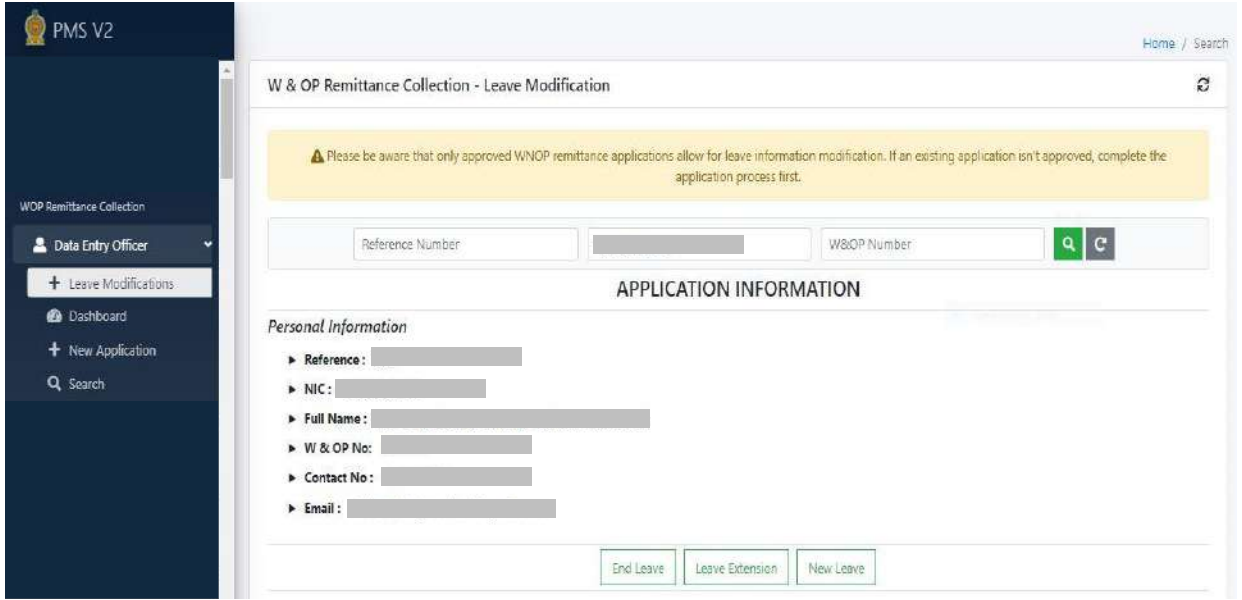 PMS V2
Home / Search
W & OP Remittance Collection - Leave Modification
Please be aware that only approved WNOP remittance applications allow for leave information modification. If an existing application isn't approved, complete the
application process first.
WOP Remittance Collection
Data Entry Officer
Leave Modifications
Dashboard
New Application
Search
Reference Number
W&OP Number
APPLICATION INFORMATION
Personal Information
Reference :
NIC :
Full Name :
W & OP No:
Contact No :
Email :
End Leave
Leave Extension
New Leave